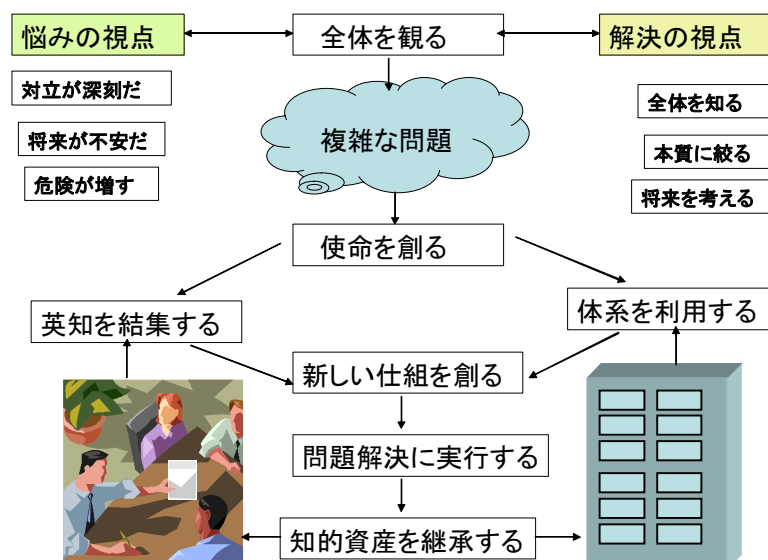 悩みの視点
全体を観る
解決の視点
対立が深刻だ
将来が不安だ
危険が増す
複雑な問題
全体を知る
本質に絞る
将来を考える
使命を創る
英知を結集する
体系を利用する
新しい仕組を創る
問題解決に実行する
知的資産を継承する